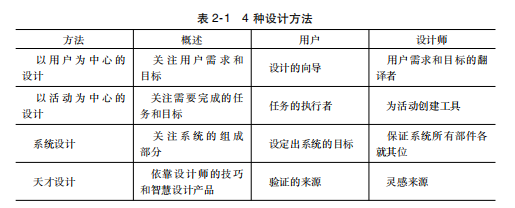 表 2-1 4 种设计方法
方法 概述 用户 设计师
以用户为中心的设计 关注用户需求和目标 设计的向导 用户需求和目标的翻译者
以活动为中心的设计 关注需要完成的任务和目标 任务的执行者 为活动创建工具
系统设计 关注系统的组成部分 设定出系统的目标 保证系统所有部件各就其位
天才设计 依靠设计师的技巧和智慧设计产品 验证的来源 灵感来源